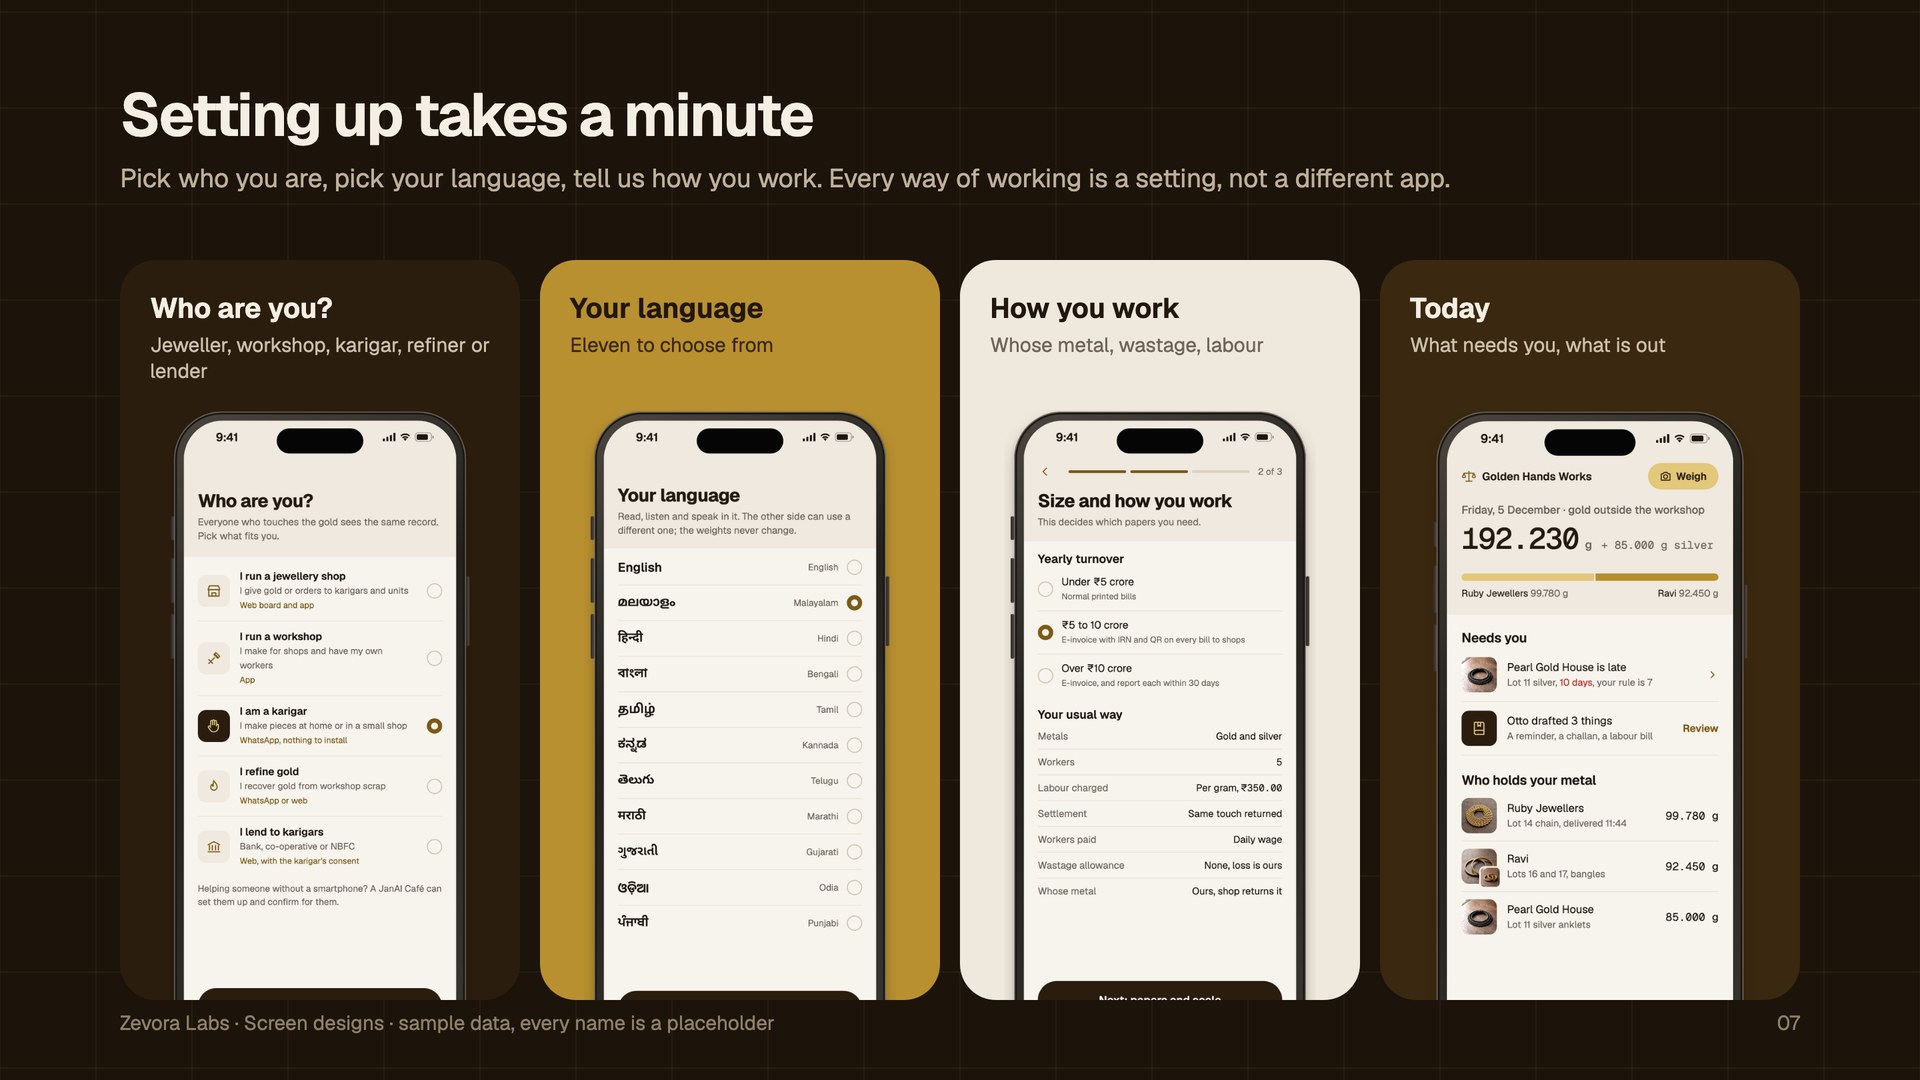 Setting up takes a minute
Pick who you are, pick your language, tell us how you work. Every way of working is a setting, not a different app.
Who are you?
Jeweller, workshop, karigar, refiner or
lender
9:41
Who are you?
Everyone who touches the gold sees the same record.
Pick what fits you.
I run a jewellery shop
I give gold or orders to karigars and units
Web board and app
I run a workshop
I make for shops and have my own
workers
App
I am a karigar
I make pieces at home or in a small shop
WhatsApp, nothing to install
I refine gold
I recover gold from workshop scrap
WhatsApp or web
I lend to karigars
Bank, co-operative or NBFC
Web, with the karigar's consent
Helping someone without a smartphone? A JanAI Café can
set them up and confirm for them.
Your language
Eleven to choose from
9:41
Your language
Read, listen and speak in it. The other side can use a
different one; the weights never change.
English English
മലയാളം Malayalam
हिन्दी Hindi
বাংলা Bengali
தமிழ் Tamil
ಕನ್ನಡ Kannada
తెలుగు Telugu
मराठी Marathi
ગુજરાતી Gujarati
ଓଡ଼ିଆ Odia
ਪੰਜਾਬੀ Punjabi
How you work
Whose metal, wastage, labour
9:41
2 of 3
Size and how you work
This decides which papers you need.
Yearly turnover
Under ₹5 crore
Normal printed bills
₹5 to 10 crore
E-invoice with IRN and QR on every bill to shops
Over ₹10 crore
E-invoice, and report each within 30 days
Your usual way
Metals Gold and silver
Workers 5
Labour charged Per gram, ₹350.00
Settlement Same touch returned
Workers paid Daily wage
Wastage allowance None, loss is ours
Whose metal Ours, shop returns it
Next: papers and scale
Today
What needs you, what is out
9:41
Golden Hands Works Weigh
Friday, 5 December · gold outside the workshop
192.230 g + 85.000 g silver
Ruby Jewellers 99.780 g Ravi 92.450 g
Needs you
Pearl Gold House is late
Lot 11 silver, 10 days, your rule is 7
Otto drafted 3 things
A reminder, a challan, a labour bill
Review
Who holds your metal
Ruby Jewellers
Lot 14 chain, delivered 11:44
99.780 g
Ravi
Lots 16 and 17, bangles
92.450 g
Pearl Gold House
Lot 11 silver anklets
85.000 g
Zevora Labs · Screen designs · sample data, every name is a placeholder
07